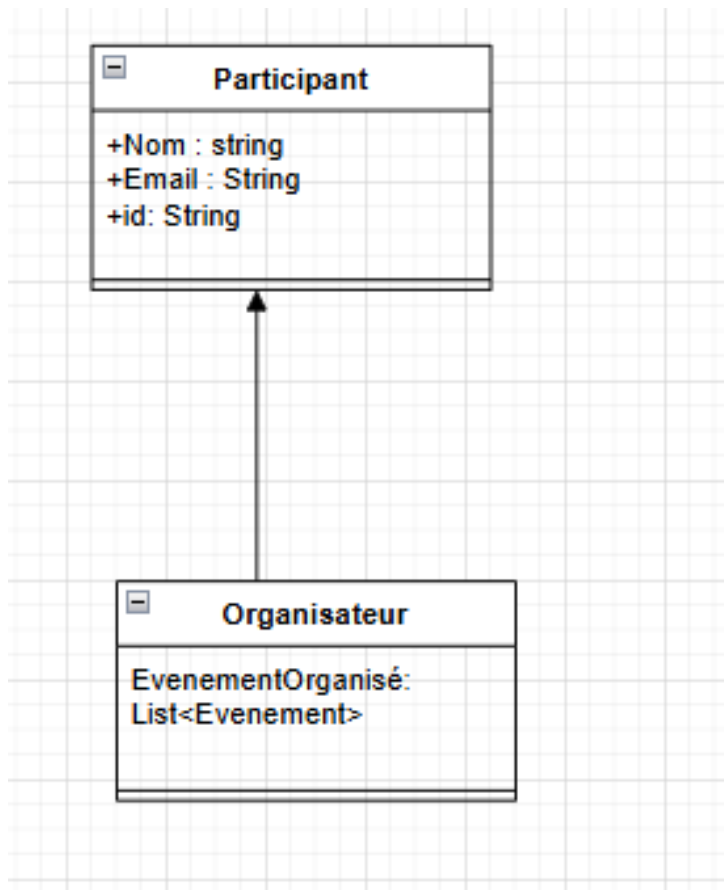 Participant
+Nom : string
+Email : String
+id: String
Organisateur
EvenementOrganisé:
List<Evenement>